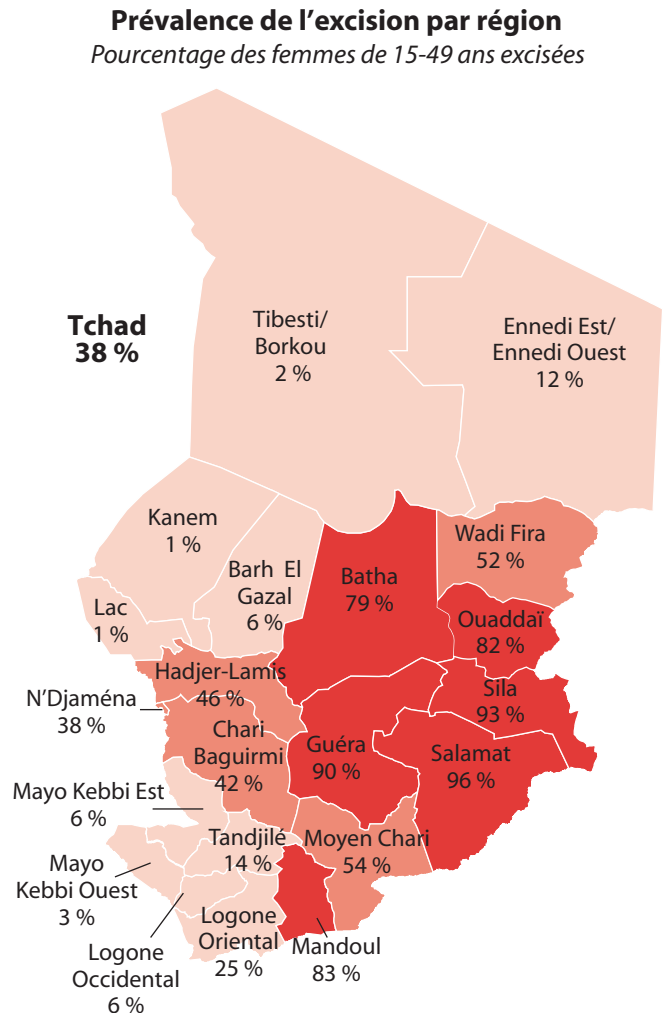 Prévalence de l’excision par région
Pourcentage des femmes de 15-49 ans excisées
Tchad
38 %
Tibesti/
Borkou
2 %
Ennedi Est/
Ennedi Ouest
12 %
Kanem
1 %
Barh El
Gazal
6 %
Batha
79 %
Wadi Fira
52 %
Lac
1 %
Ouaddaï
82 %
Hadjer-Lamis
46 %
Sila
93 %
N’Djaména
38 %
Chari
Baguirmi
42 %
Guéra
90 %
Salamat
96 %
Mayo Kebbi Est
6 %
Tandjilé
14 %
Moyen Chari
54 %
Mayo
Kebbi Ouest
3 %
Logone
Occidental
6 %
Logone
Oriental
25 %
Mandoul
83 %